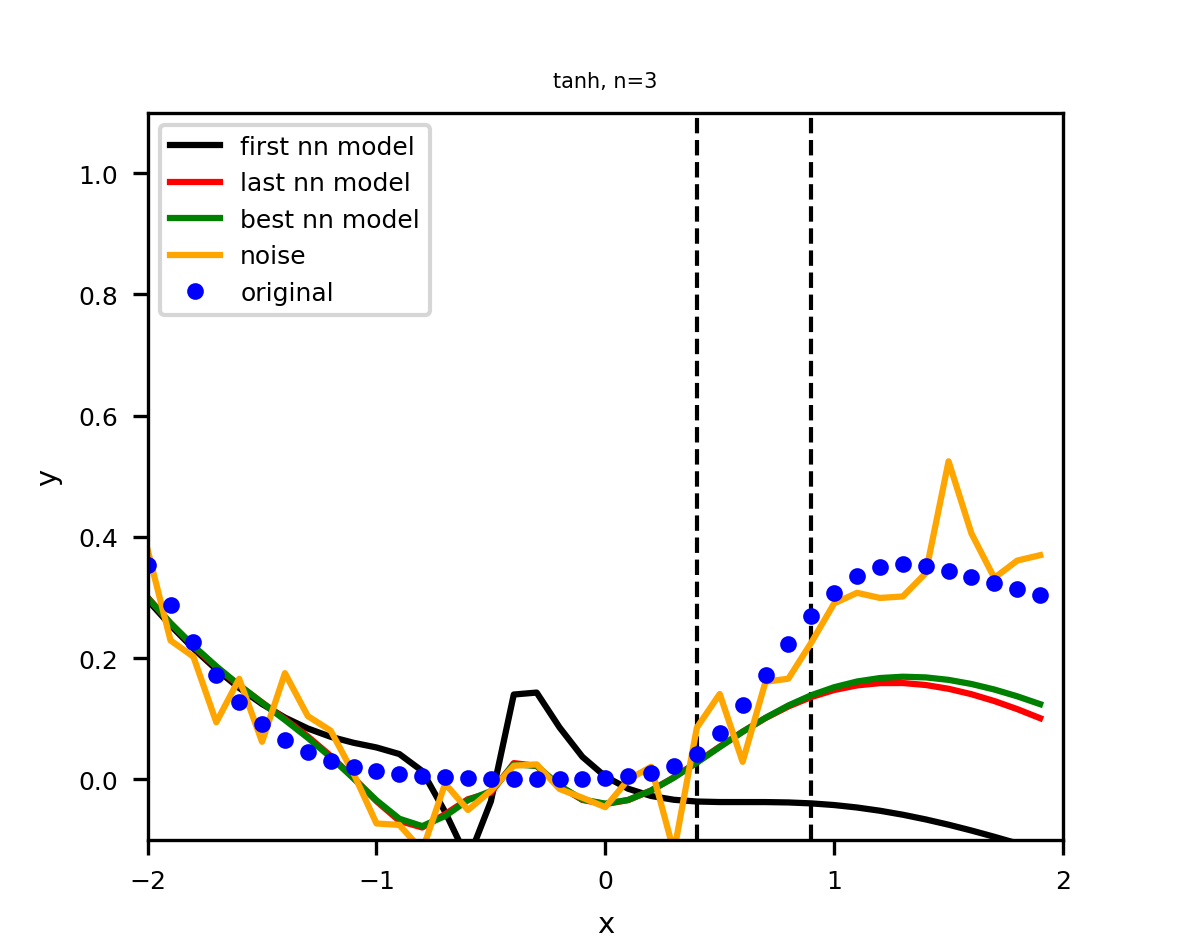 tanh, n=3
first nn model
last nn model
best nn model
noise
original
1.0
0.8
0.6
0.4
0.2
0.0
y
−2
−1
0
1
2
x